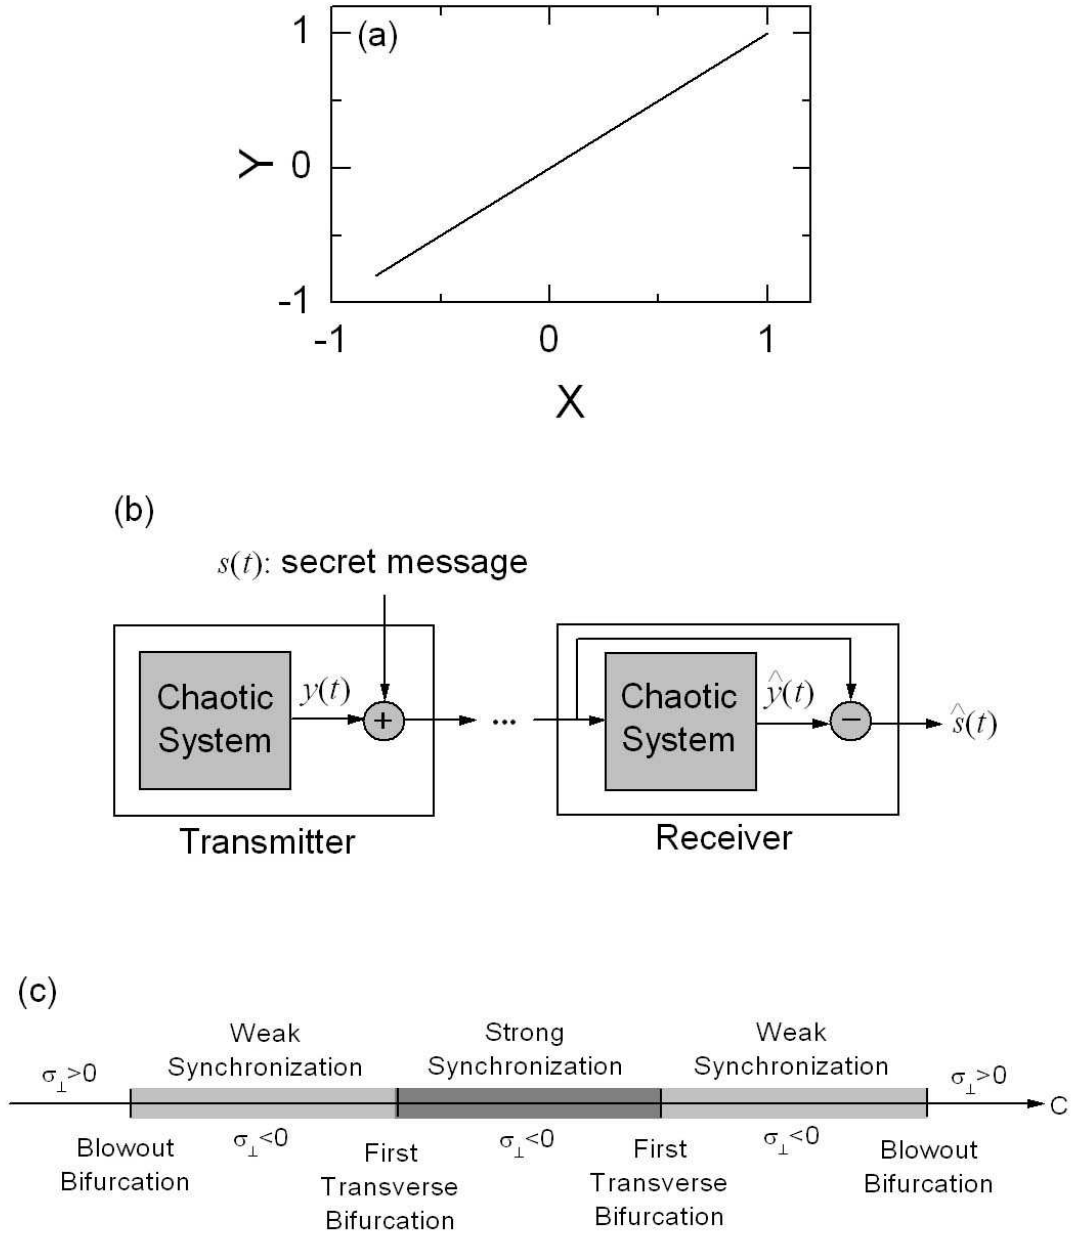 (a)
1
0
-1
Y
-1 0 1
X
(b)
s(t): secret message
Chaotic
System
y(t)
+
...
Chaotic
System
ŷ(t)
−
ŝ(t)
Transmitter
Receiver
(c)
Weak
Synchronization
Strong
Synchronization
Weak
Synchronization
σ⊥>0
σ⊥>0
C
Blowout
Bifurcation
σ⊥<0
First
Transverse
Bifurcation
σ⊥<0
First
Transverse
Bifurcation
σ⊥<0
Blowout
Bifurcation